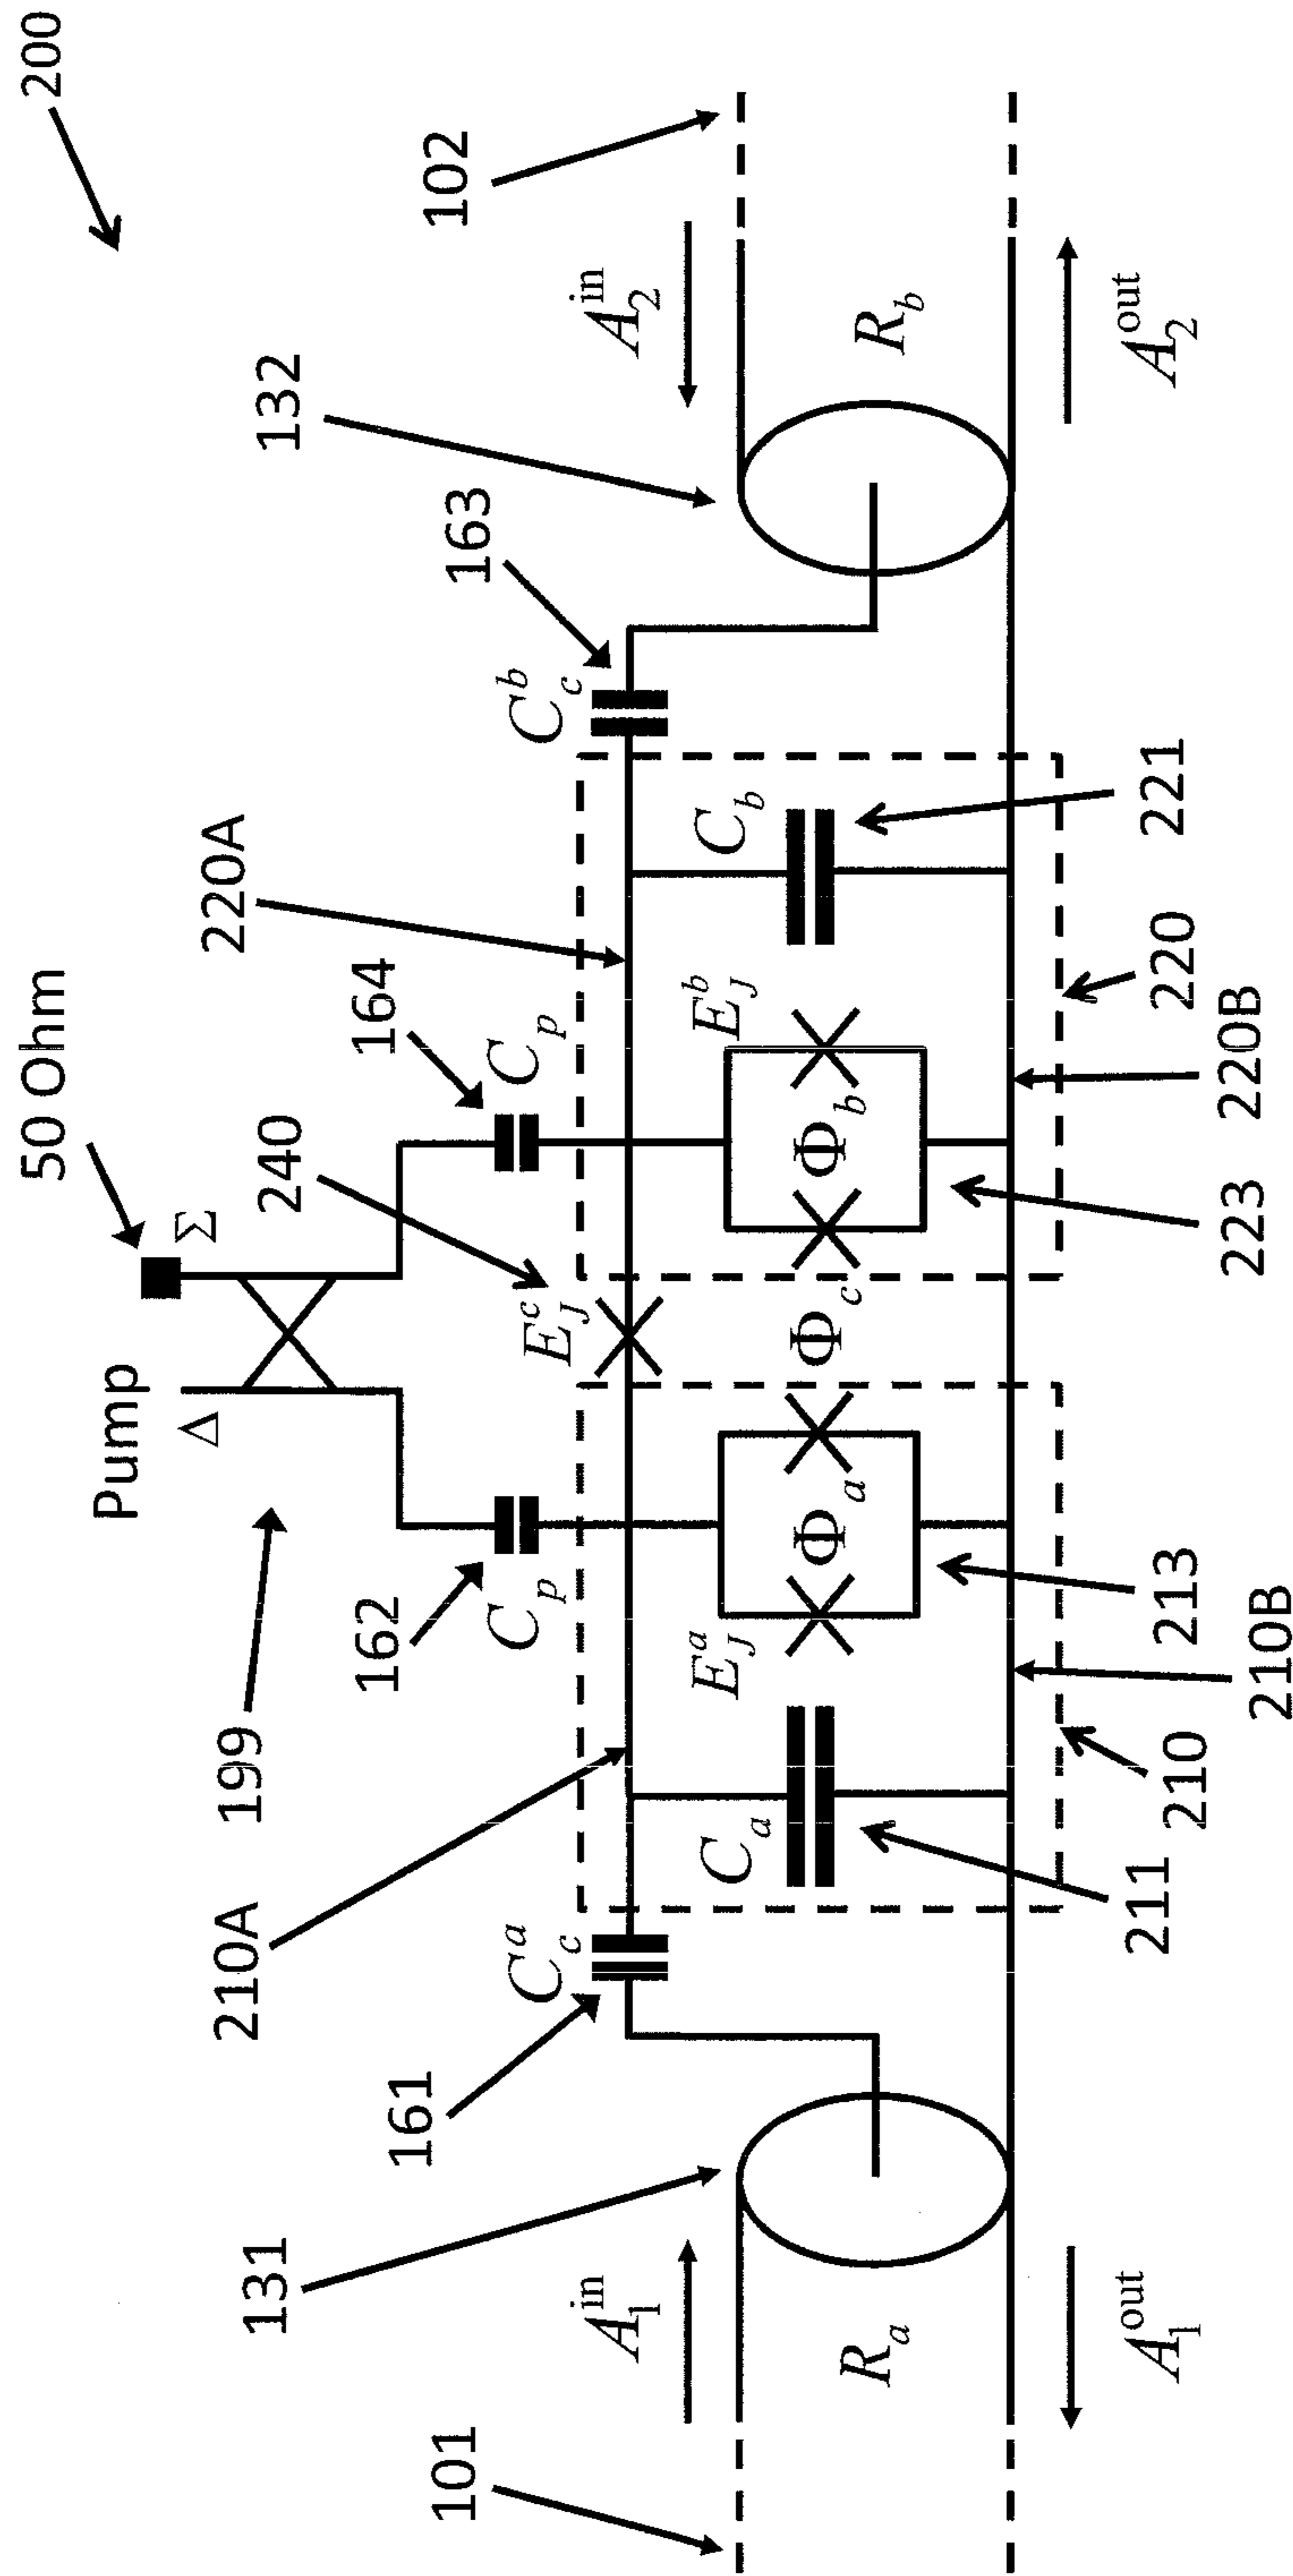 200
50 Ohm
Pump
Δ
Σ
199
240
164
220A
162
C_p
C_p
163
132
102
210A
161
131
101
C_c^a
E_J^c
C_c^b
A_1^in
A_2^in
C_a
E_J^a
Φ_a
Φ_c
Φ_b
E_J^b
C_b
R_a
R_b
A_1^out
A_2^out
211
210
213
210B
223
220B
220
221